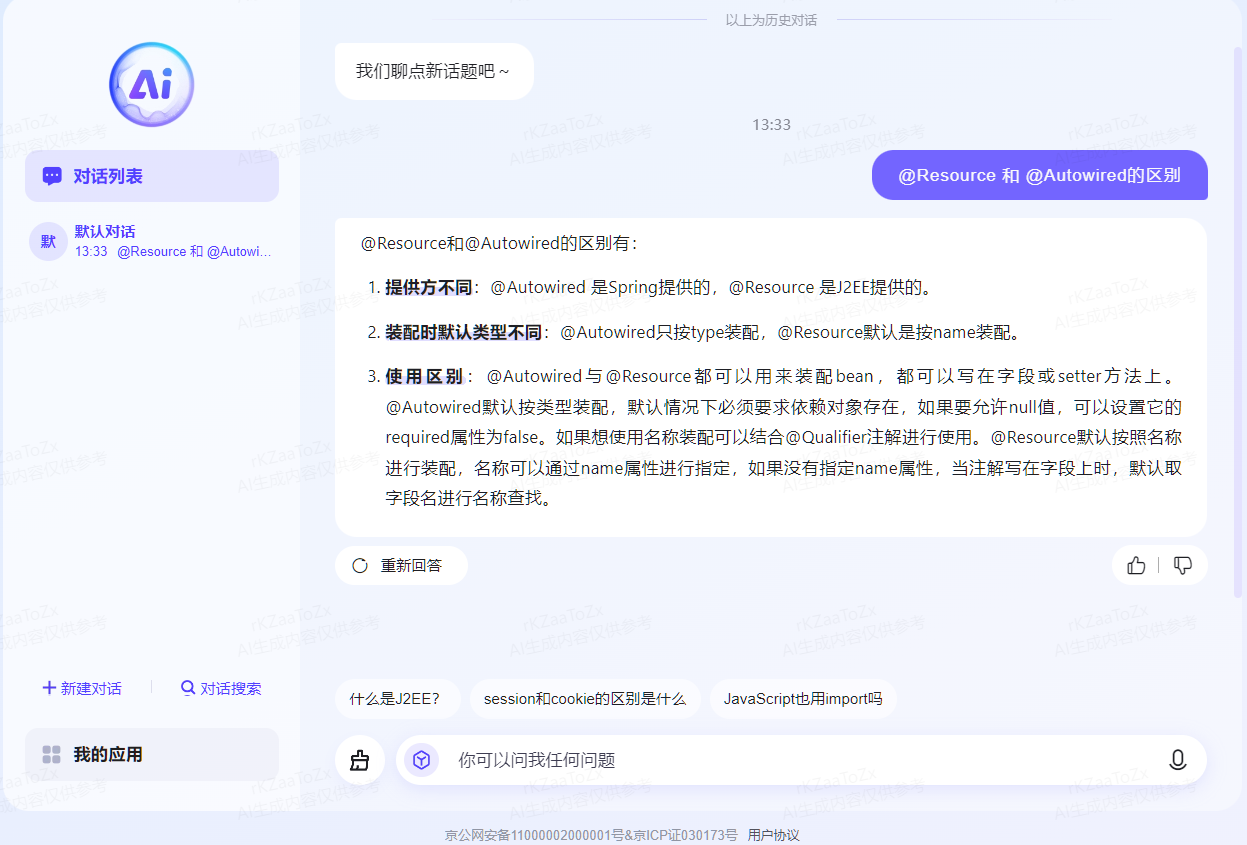 以上为历史对话
Ai
我们聊点新话题吧~
13:33
对话列表
@Resource 和 @Autowired的区别
默
默认对话
13:33 @Resource 和 @Autowi...
@Resource和@Autowired的区别有：
1. 提供方不同：@Autowired 是Spring提供的，@Resource 是J2EE提供的。
2. 装配时默认类型不同：@Autowired只按type装配，@Resource默认是按name装配。
3. 使用区别：@Autowired与@Resource都可以用来装配bean，都可以写在字段或setter方法上。
@Autowired默认按类型装配，默认情况下必须要求依赖对象存在，如果要允许null值，可以设置它的
required属性为false。如果想使用名称装配可以结合@Qualifier注解进行使用。@Resource默认按照名称
进行装配，名称可以通过name属性进行指定，如果没有指定name属性，当注解写在字段上时，默认取
字段名进行名称查找。
重新回答
rKZaaToZx
AI生成内容仅供参考
新建对话
对话搜索
什么是J2EE?
session和cookie的区别是什么
JavaScript也用import吗
我的应用
你可以问我任何问题
京公网安备11000002000001号&京ICP证030173号 用户协议